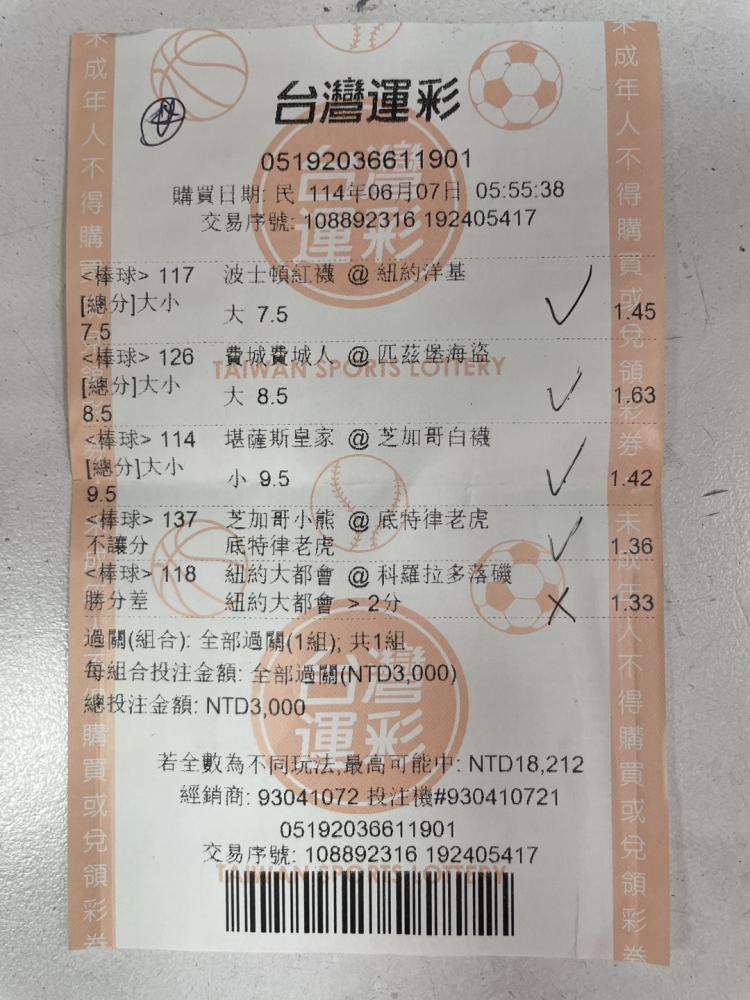 台灣運彩
05192036611901
購買日期: 民 114年06月07日 05:55:38
交易序號: 108892316 192405417
<棒球> 117 波士頓紅襪 @ 紐約洋基
[總分]大小 大 7.5 1.45
7.5
<棒球> 126 費城費城人 @ 匹茲堡海盜
TAIWAN SPORTS LOTTERY
[總分]大小 大 8.5 1.63
8.5
<棒球> 114 堪薩斯皇家 @ 芝加哥白襪
[總分]大小 小 9.5 1.42
9.5
<棒球> 137 芝加哥小熊 @ 底特律老虎
不讓分 底特律老虎 1.36
<棒球> 118 紐約大都會 @ 科羅拉多落磯
勝分差 紐約大都會 > 2分 1.33
過關(組合): 全部過關(1組); 共1組
每組合投注金額: 全部過關(NTD3,000)
總投注金額: NTD3,000
台灣運彩
若全數為不同玩法,最高可能中: NTD18,212
經銷商: 93041072 投注機#930410721
05192036611901
交易序號: 108892316 192405417
TAIWAN SPORTS LOTTERY
未成年人不得購買或兌領彩券
未成年人不得購買或兌領彩券